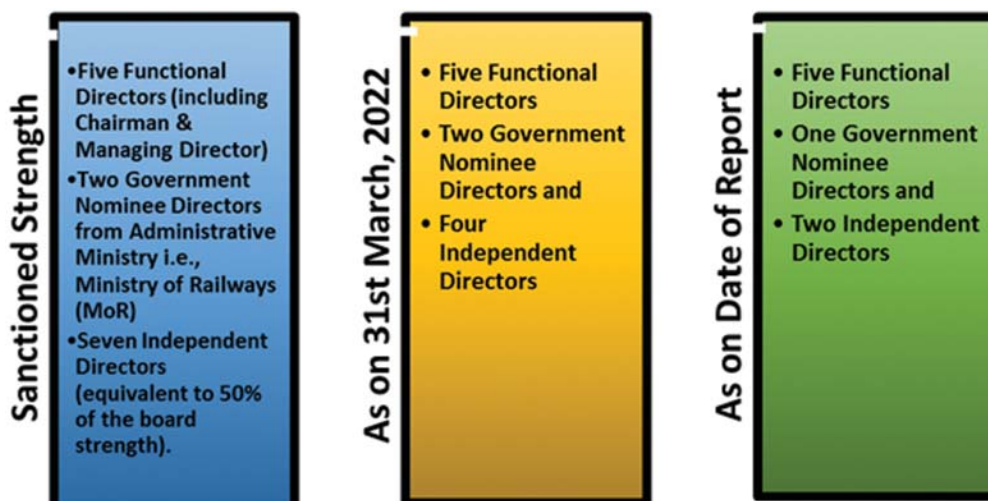 Sanctioned Strength
•Five Functional
Directors (including
Chairman &
Managing Director)
•Two Government
Nominee Directors
from Administrative
Ministry i.e.,
Ministry of Railways
(MoR)
•Seven Independent
Directors
(equivalent to 50%
of the board
strength).
As on 31st March, 2022
• Five Functional
Directors
• Two Government
Nominee
Directors and
• Four
Independent
Directors
As on Date of Report
• Five Functional
Directors
• One Government
Nominee
Directors and
• Two Independent
Directors